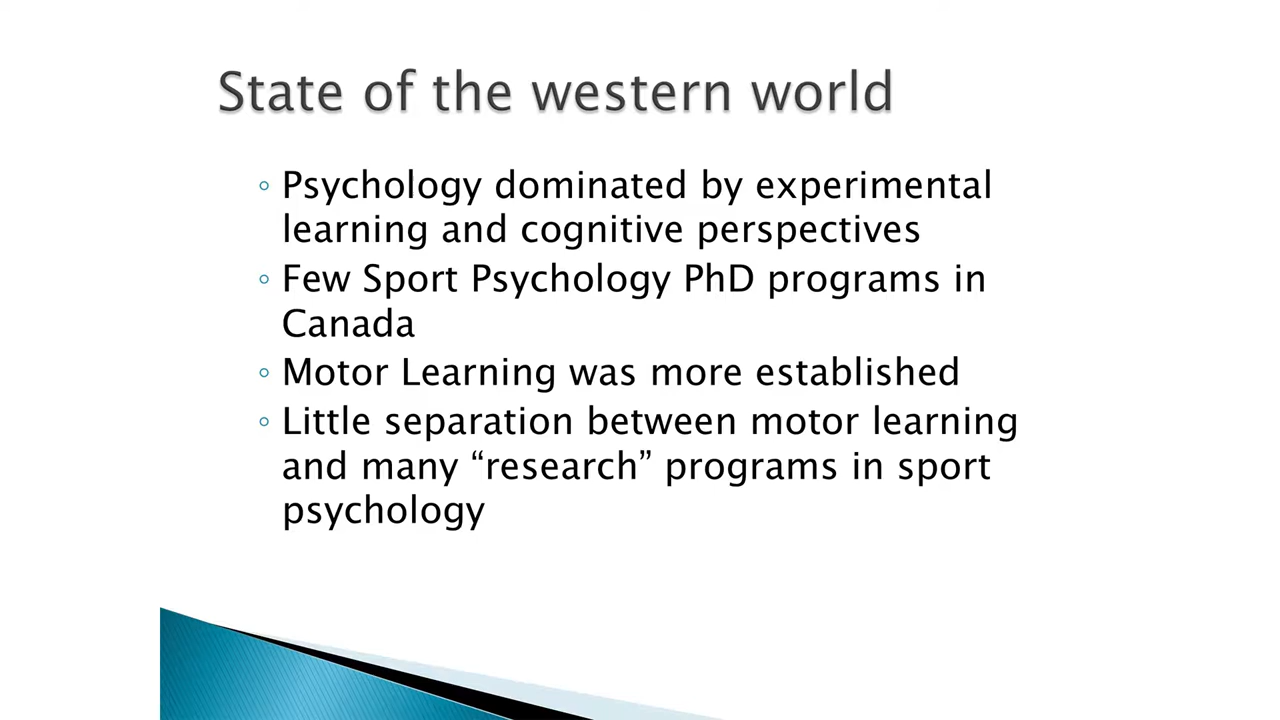 State of the western world
◦ Psychology dominated by experimental
learning and cognitive perspectives
◦ Few Sport Psychology PhD programs in
Canada
◦ Motor Learning was more established
◦ Little separation between motor learning
and many “research” programs in sport
psychology